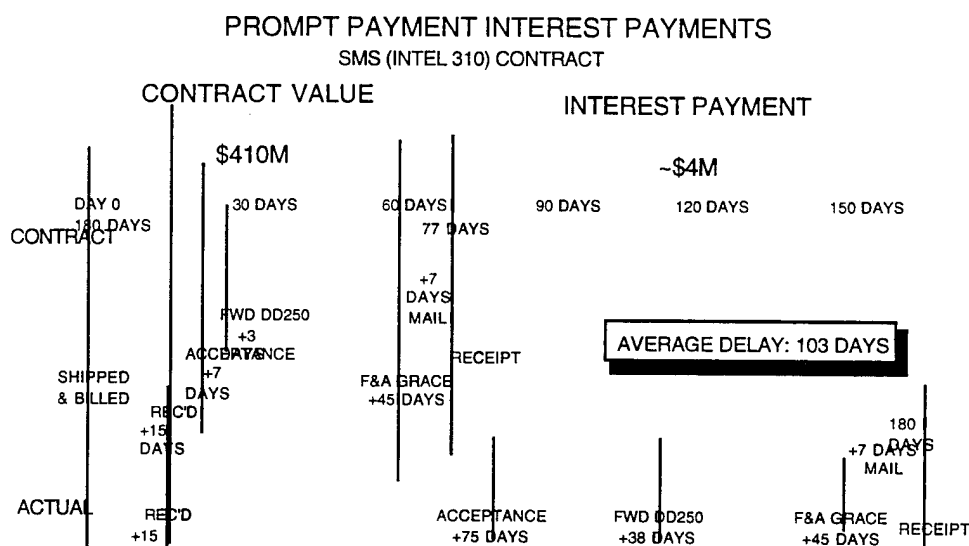 PROMPT PAYMENT INTEREST PAYMENTS
SMS (INTEL 310) CONTRACT
CONTRACT VALUE
INTEREST PAYMENT
$410M
~$4M
DAY 0
30 DAYS
60 DAYS
90 DAYS
120 DAYS
150 DAYS
180 DAYS
77 DAYS
CONTRACT
+7
DAYS
MAIL
FWD DD250
+3
DAYS
ACCEPTANCE
+7
DAYS
AVERAGE DELAY: 103 DAYS
RECEIPT
SHIPPED
& BILLED
F&A GRACE
+45 DAYS
REC'D
+15
DAYS
180
DAYS
+7 DAYS
MAIL
ACTUAL
REC'D
+15
ACCEPTANCE
+75 DAYS
FWD DD250
+38 DAYS
F&A GRACE
+45 DAYS
RECEIPT